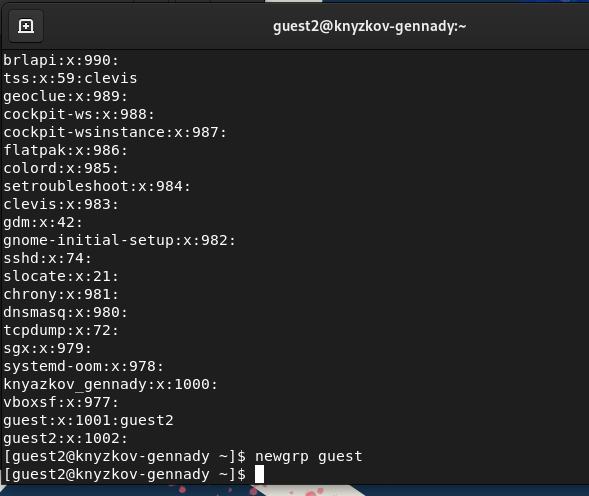 guest2@knyzkov-gennady:~
brlapi:x:990:
tss:x:59:clevis
geoclue:x:989:
cockpit-ws:x:988:
cockpit-wsinstance:x:987:
flatpak:x:986:
colord:x:985:
setroubleshoot:x:984:
clevis:x:983:
gdm:x:42:
gnome-initial-setup:x:982:
sshd:x:74:
slocate:x:21:
chrony:x:981:
dnsmasq:x:980:
tcpdump:x:72:
sgx:x:979:
systemd-oom:x:978:
knyazkov_gennady:x:1000:
vboxsf:x:977:
guest:x:1001:guest2
guest2:x:1002:
[guest2@knyzkov-gennady ~]$ newgrp guest
[guest2@knyzkov-gennady ~]$